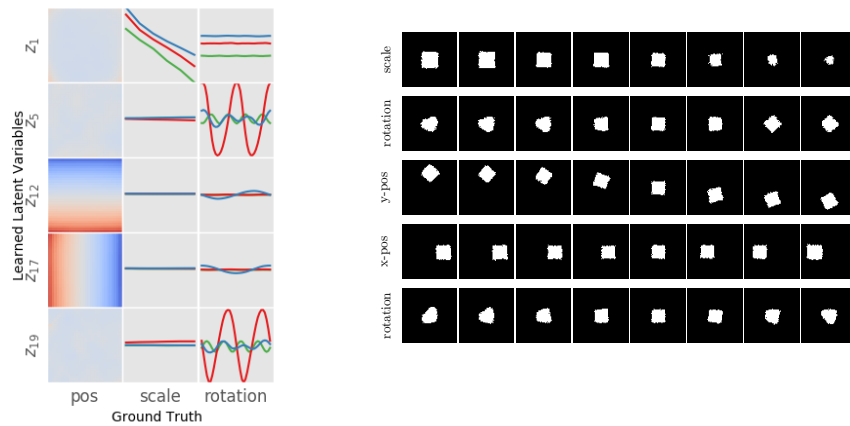 Learned Latent Variables
Z1
Z5
Z12
Z17
Z19
pos scale rotation
Ground Truth
scale
rotation
y-pos
x-pos
rotation